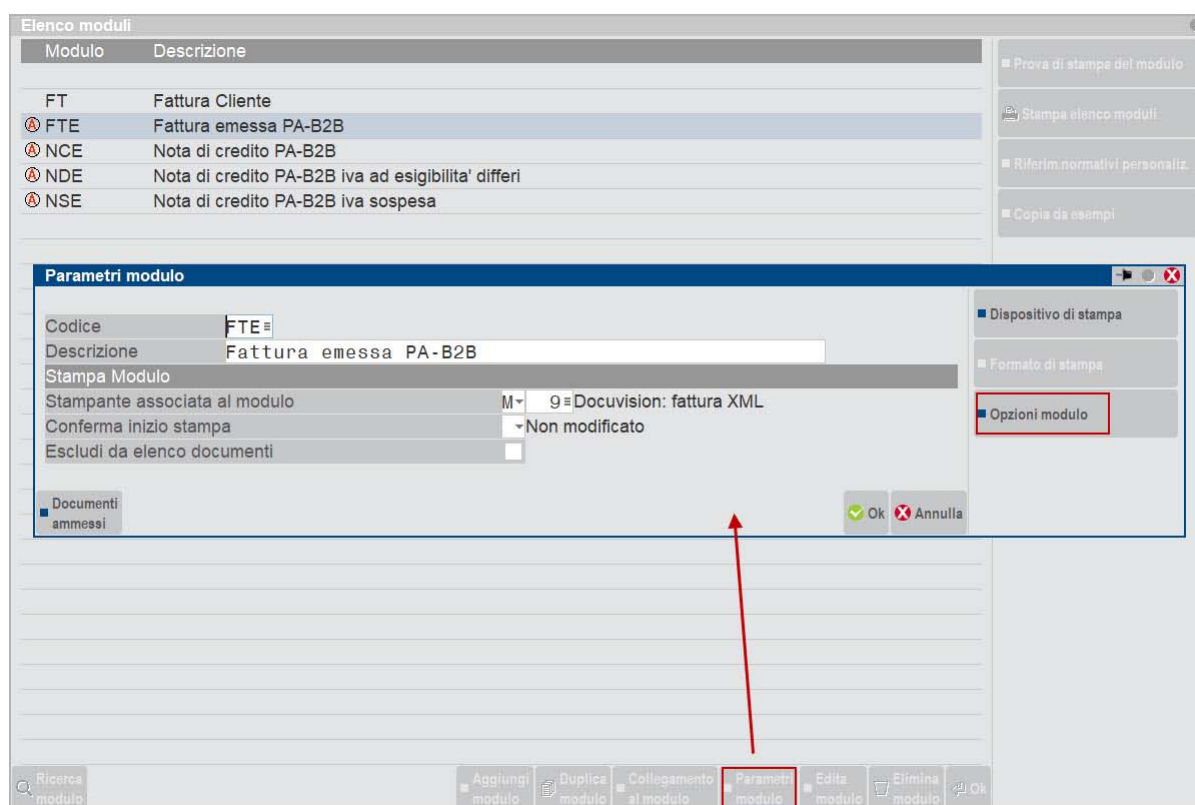 Elenco moduli
Modulo Descrizione
FT Fattura Cliente
A FTE Fattura emessa PA-B2B
A NCE Nota di credito PA-B2B
A NDE Nota di credito PA-B2B iva ad esigibilita' differi
A NSE Nota di credito PA-B2B iva sospesa
Prova di stampa del modulo
Stampa elenco moduli
Riferim.normativi personaliz.
Copia da esempi
Parametri modulo
Codice FTE
Descrizione Fattura emessa PA-B2B
Stampa Modulo
Stampante associata al modulo M 9 Docuvision: fattura XML
Conferma inizio stampa Non modificato
Escludi da elenco documenti
Dispositivo di stampa
Formato di stampa
Opzioni modulo
Documenti
ammessi
Ok Annulla
Ricerca
modulo
Aggiungi
modulo
Duplica
modulo
Collegamento
al modulo
Parametri
modulo
Edita
modulo
Elimina
modulo
Ok